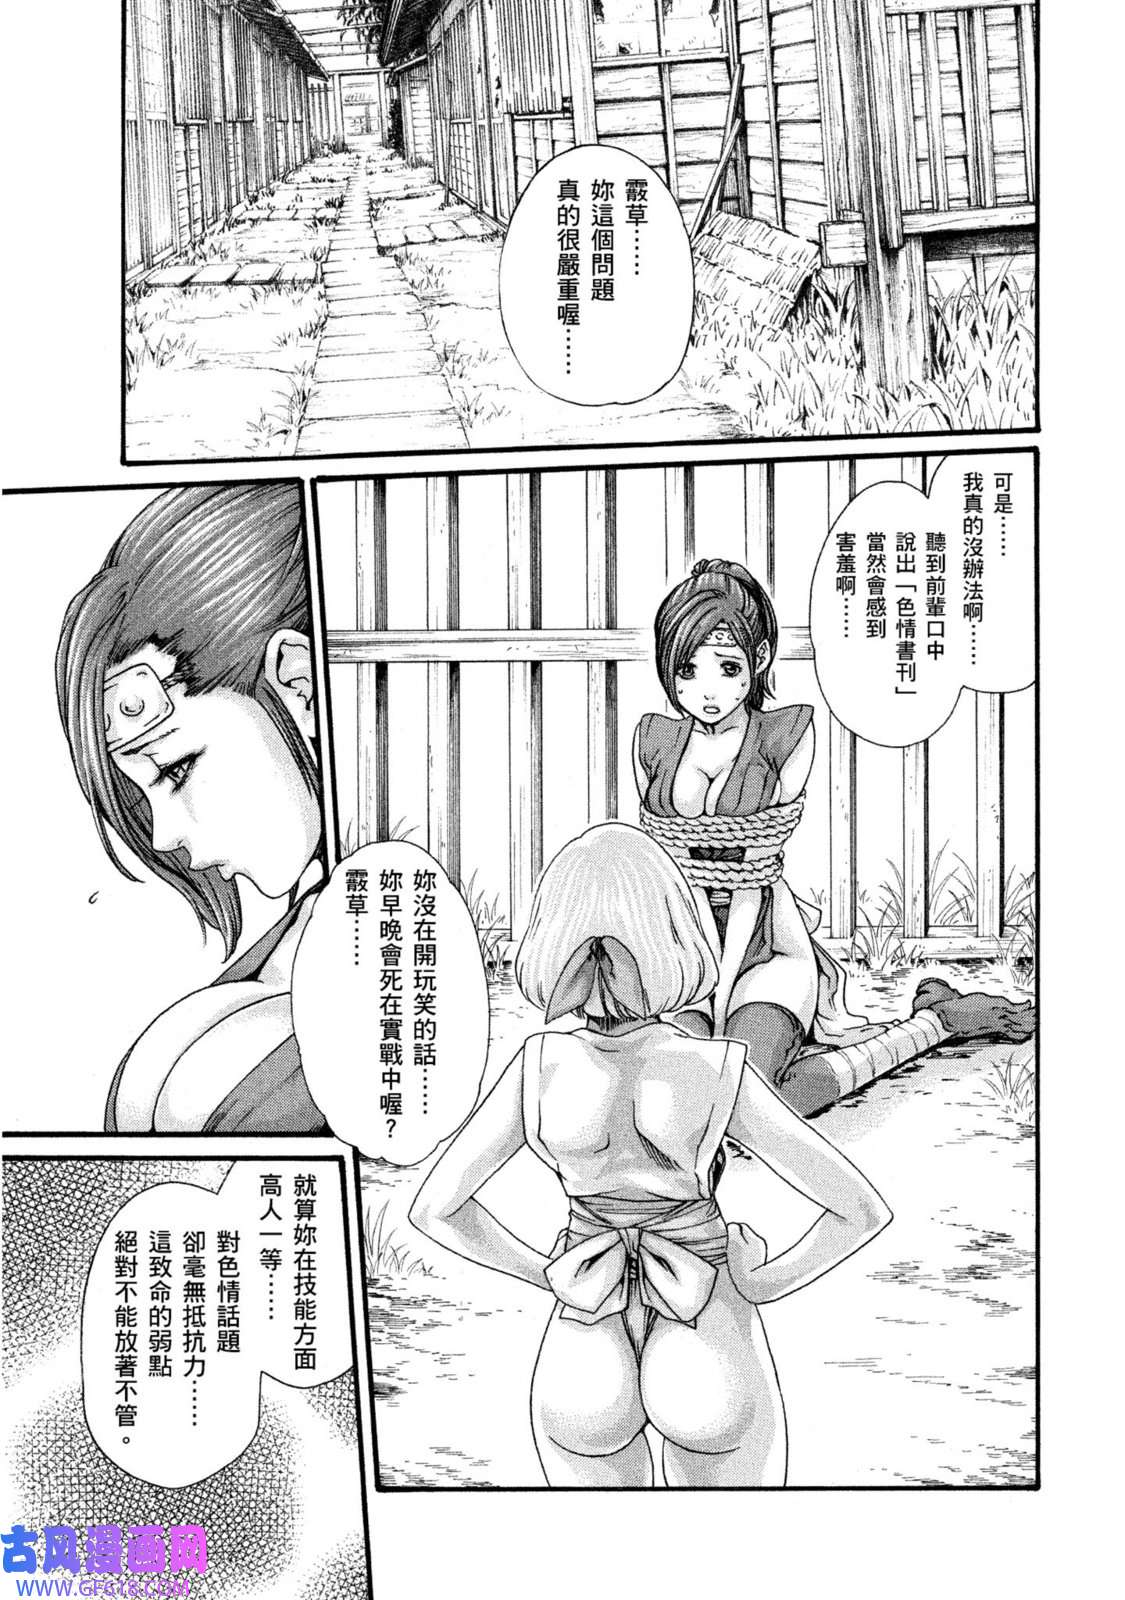 霰草……
妳這個問題
真的很嚴重喔……
可是……
我真的沒辦法啊……
聽到前輩口中
說出「色情書刊」
當然會感到
害羞啊……
妳沒在開玩笑的話……
妳早晚會死在實戰中喔？
霰草……
就算妳在技能方面
高人一等……
對色情話題
卻毫無抵抗力……
這致命的弱點
絕對不能放著不管。
古风漫画网
WWW.GF618.COM